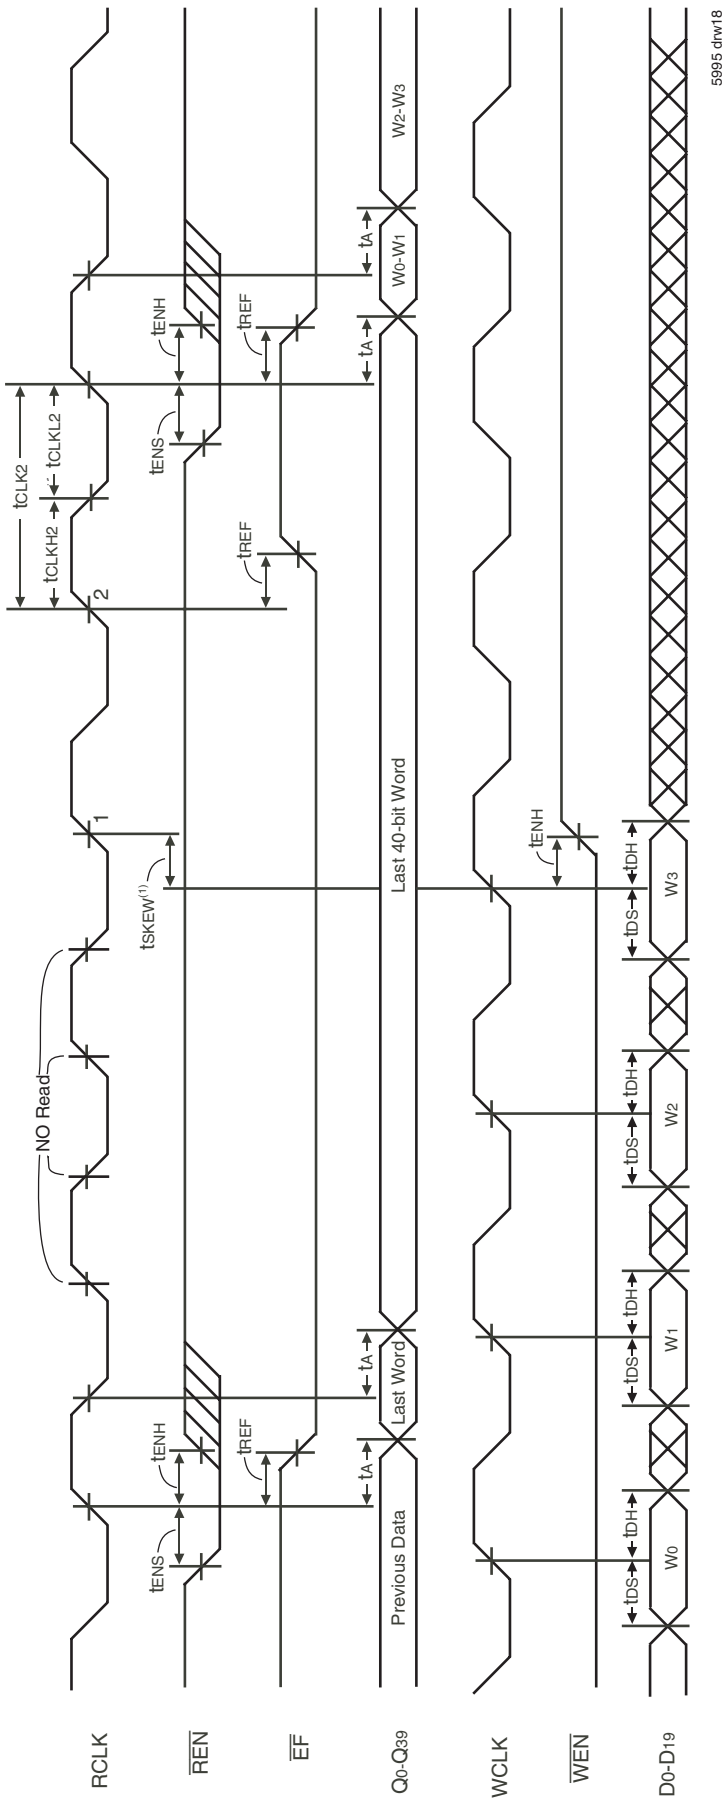 NO Read
tCLK2
tCLKH2
tCLKL2
RCLK
1
2
tENS
tENH
tSKEW(1)
tENS
tENH
REN
tREF
tREF
tREF
EF
tA
tA
tA
tA
Q0-Q39
Previous Data
Last Word
Last 40-bit Word
W0-W1
W2-W3
WCLK
tENH
WEN
tDS
tDH
tDS
tDH
tDS
tDH
tDS
tDH
D0-D19
W0
W1
W2
W3
5995 drw18